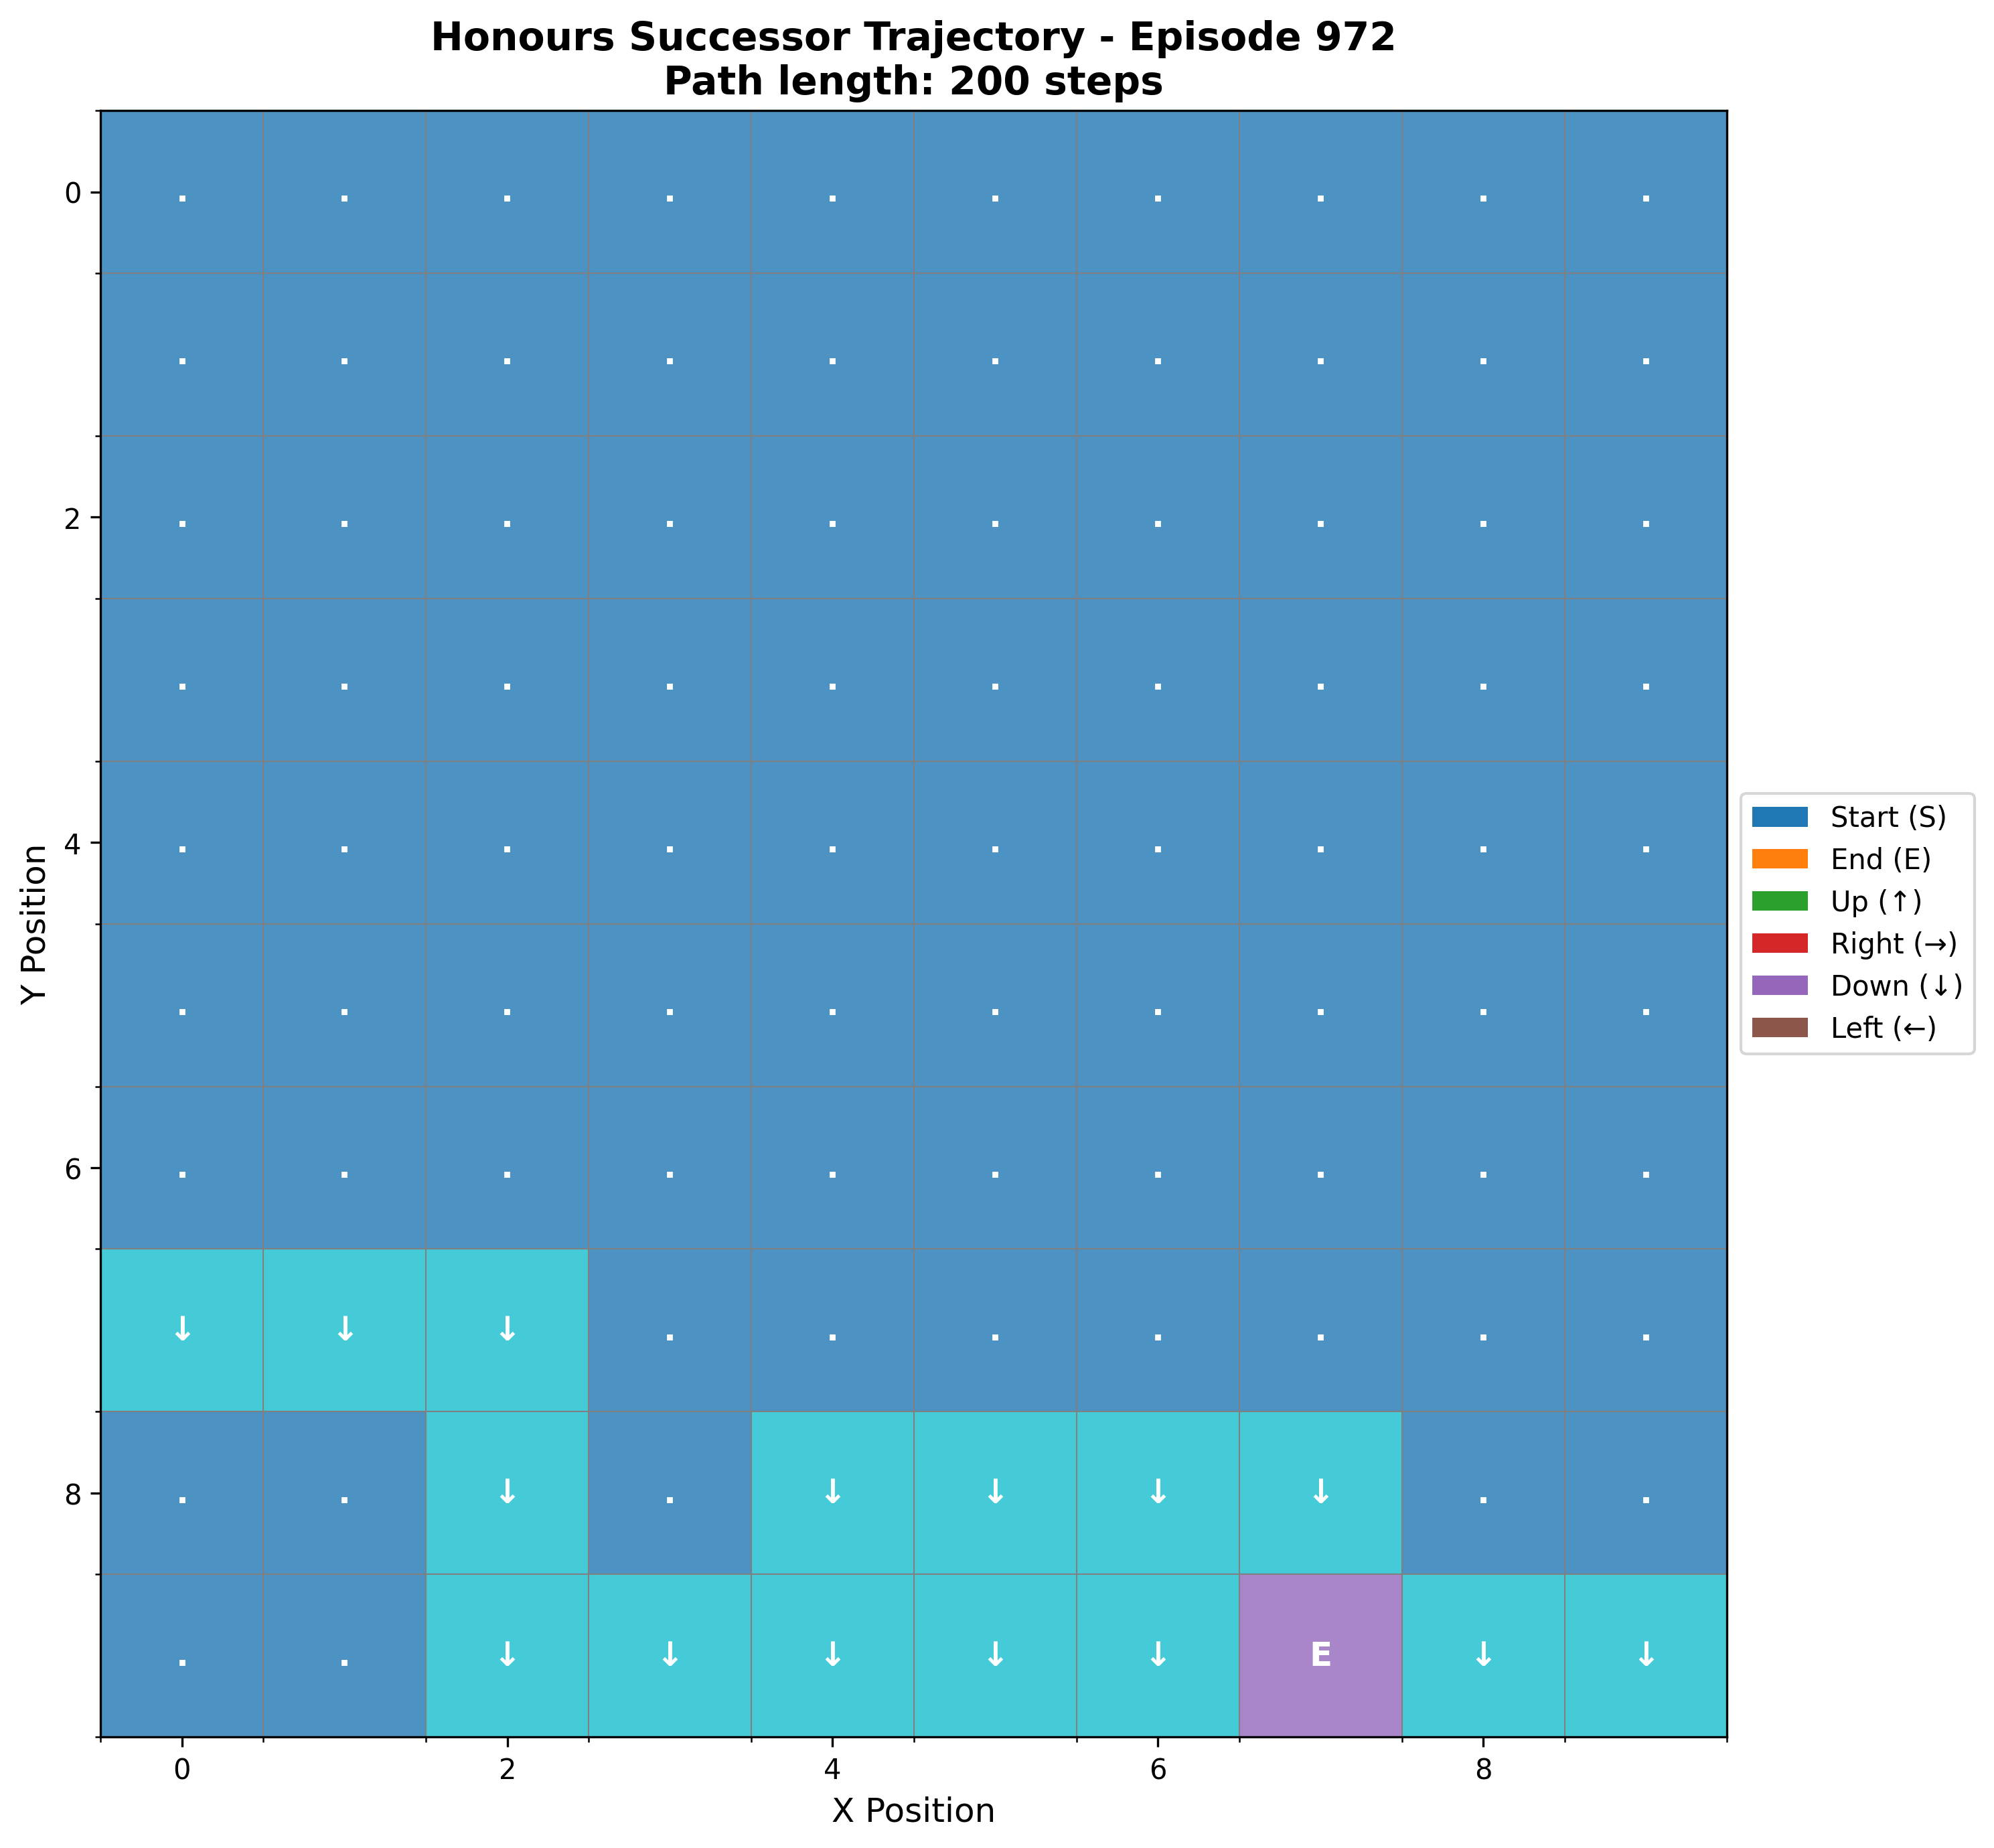 Honours Successor Trajectory - Episode 972
Path length: 200 steps
0 . . . . . . . . . .
. . . . . . . . . .
2 . . . . . . . . . .
. . . . . . . . . .
4 . . . . . . . . . .
. . . . . . . . . .
6 . . . . . . . . . .
↓ ↓ ↓ . . . . . . .
8 . . ↓ . ↓ ↓ ↓ ↓ . .
. . ↓ ↓ ↓ ↓ ↓ E ↓ ↓
0 2 4 6 8
X Position
Y Position
Start (S)
End (E)
Up (↑)
Right (→)
Down (↓)
Left (←)